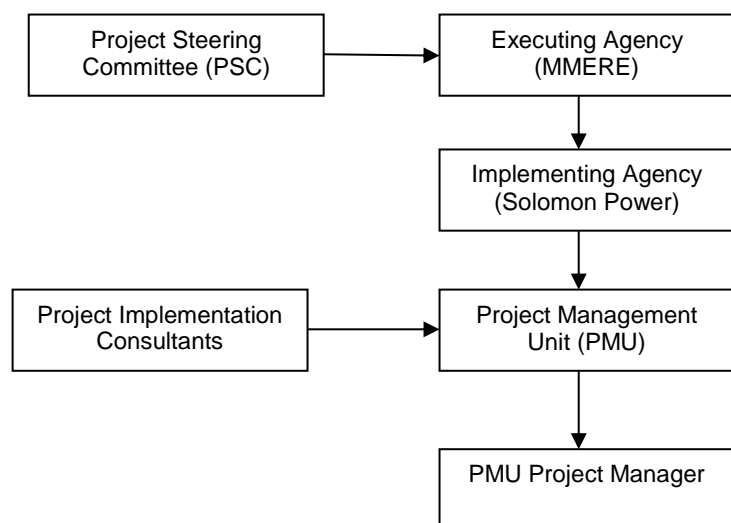 Project Steering
Committee (PSC)
Executing Agency
(MMERE)
Implementing Agency
(Solomon Power)
Project Implementation
Consultants
Project Management
Unit (PMU)
PMU Project Manager